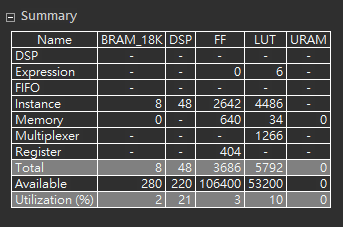 Summary
Name BRAM_18K DSP FF LUT URAM
DSP - - - - -
Expression - - 0 6 -
FIFO - - - - -
Instance 8 48 2642 4486 -
Memory 0 - 640 34 0
Multiplexer - - - 1266 -
Register - - 404 - -
Total 8 48 3686 5792 0
Available 280 220 106400 53200 0
Utilization (%) 2 21 3 10 0